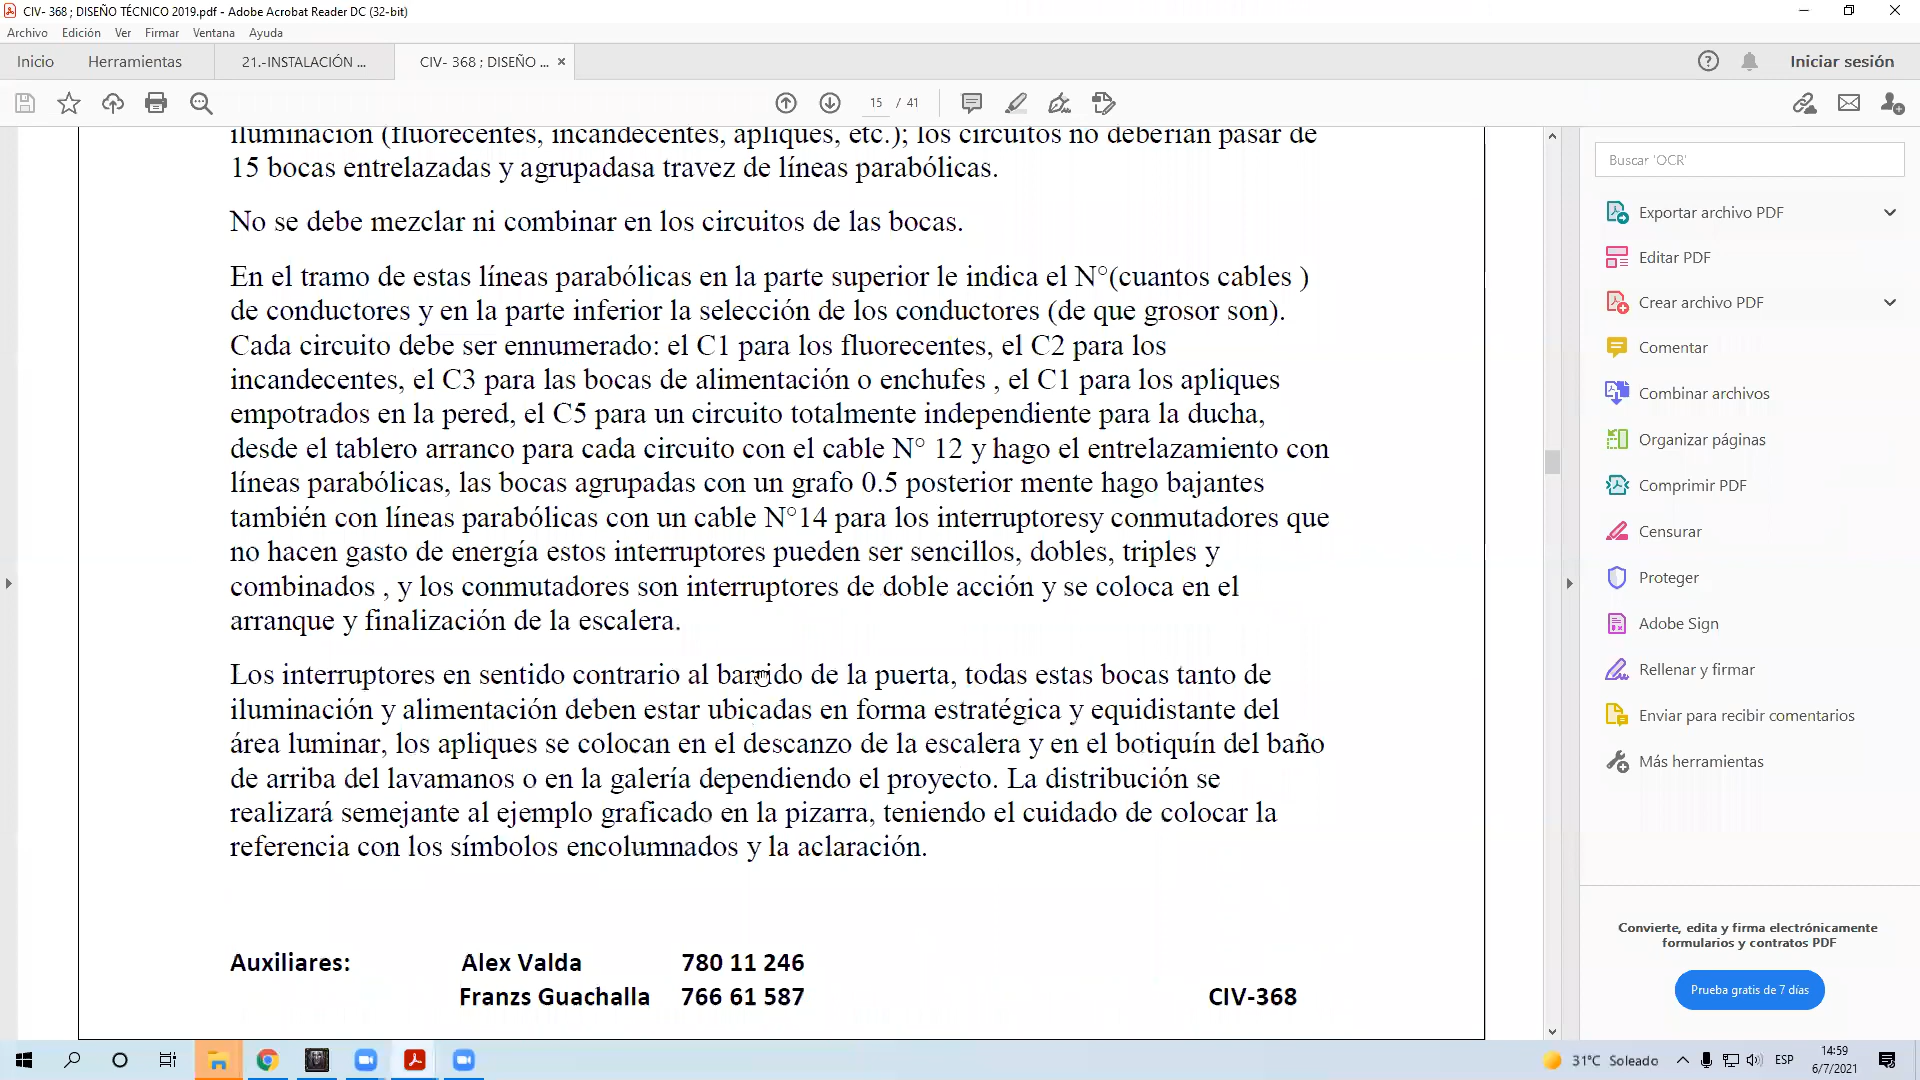 CIV- 368 ; DISEÑO TÉCNICO 2019.pdf - Adobe Acrobat Reader DC (32-bit)
Archivo Edición Ver Firmar Ventana Ayuda
Inicio Herramientas 21.-INSTALACIÓN ... CIV- 368 ; DISEÑO ... × Iniciar sesión
15 / 41
iluminación (fluorecentes, incandecentes, apliques, etc.); los circuitos no deberían pasar de
15 bocas entrelazadas y agrupadasa travez de líneas parabólicas.
No se debe mezclar ni combinar en los circuitos de las bocas.
En el tramo de estas líneas parabólicas en la parte superior le indica el N°(cuantos cables )
de conductores y en la parte inferior la selección de los conductores (de que grosor son).
Cada circuito debe ser ennumerado: el C1 para los fluorecentes, el C2 para los
incandecentes, el C3 para las bocas de alimentación o enchufes , el C1 para los apliques
empotrados en la pered, el C5 para un circuito totalmente independiente para la ducha,
desde el tablero arranco para cada circuito con el cable N° 12 y hago el entrelazamiento con
líneas parabólicas, las bocas agrupadas con un grafo 0.5 posterior mente hago bajantes
también con líneas parabólicas con un cable N°14 para los interruptoresy conmutadores que
no hacen gasto de energía estos interruptores pueden ser sencillos, dobles, triples y
combinados , y los conmutadores son interruptores de doble acción y se coloca en el
arranque y finalización de la escalera.
Los interruptores en sentido contrario al barrido de la puerta, todas estas bocas tanto de
iluminación y alimentación deben estar ubicadas en forma estratégica y equidistante del
área luminar, los apliques se colocan en el descanzo de la escalera y en el botiquín del baño
de arriba del lavamanos o en la galería dependiendo el proyecto. La distribución se
realizará semejante al ejemplo graficado en la pizarra, teniendo el cuidado de colocar la
referencia con los símbolos encolumnados y la aclaración.
Auxiliares: Alex Valda 780 11 246
Franzs Guachalla 766 61 587 CIV-368
Buscar 'OCR'
Exportar archivo PDF
Editar PDF
Crear archivo PDF
Comentar
Combinar archivos
Organizar páginas
Comprimir PDF
Censurar
Proteger
Adobe Sign
Rellenar y firmar
Enviar para recibir comentarios
Más herramientas
Convierte, edita y firma electrónicamente
formularios y contratos PDF
Prueba gratis de 7 días
31°C Soleado ESP 14:59
6/7/2021